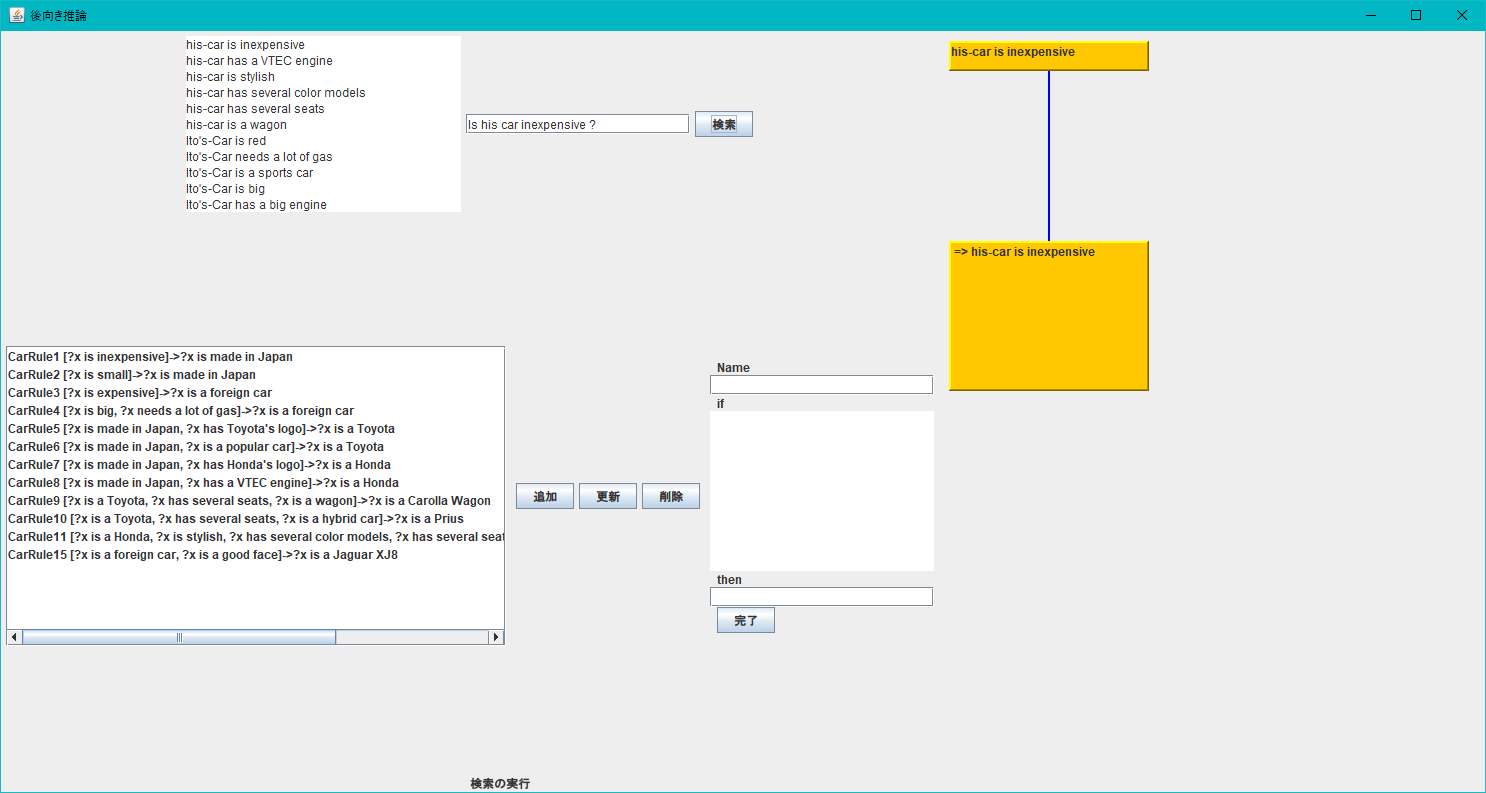 後向き推論
his-car is inexpensive
his-car has a VTEC engine
his-car is stylish
his-car has several color models
his-car has several seats
his-car is a wagon
Ito's-Car is red
Ito's-Car needs a lot of gas
Ito's-Car is a sports car
Ito's-Car is big
Ito's-Car has a big engine
Is his car inexpensive ?
検索
his-car is inexpensive
=> his-car is inexpensive
CarRule1 [?x is inexpensive]->?x is made in Japan
CarRule2 [?x is small]->?x is made in Japan
CarRule3 [?x is expensive]->?x is a foreign car
CarRule4 [?x is big, ?x needs a lot of gas]->?x is a foreign car
CarRule5 [?x is made in Japan, ?x has Toyota's logo]->?x is a Toyota
CarRule6 [?x is made in Japan, ?x is a popular car]->?x is a Toyota
CarRule7 [?x is made in Japan, ?x has Honda's logo]->?x is a Honda
CarRule8 [?x is made in Japan, ?x has a VTEC engine]->?x is a Honda
CarRule9 [?x is a Toyota, ?x has several seats, ?x is a wagon]->?x is a Carolla Wagon
CarRule10 [?x is a Toyota, ?x has several seats, ?x is a hybrid car]->?x is a Prius
CarRule11 [?x is a Honda, ?x is stylish, ?x has several color models, ?x has several seat
CarRule15 [?x is a foreign car, ?x is a good face]->?x is a Jaguar XJ8
追加
更新
削除
Name
if
then
完了
検索の実行